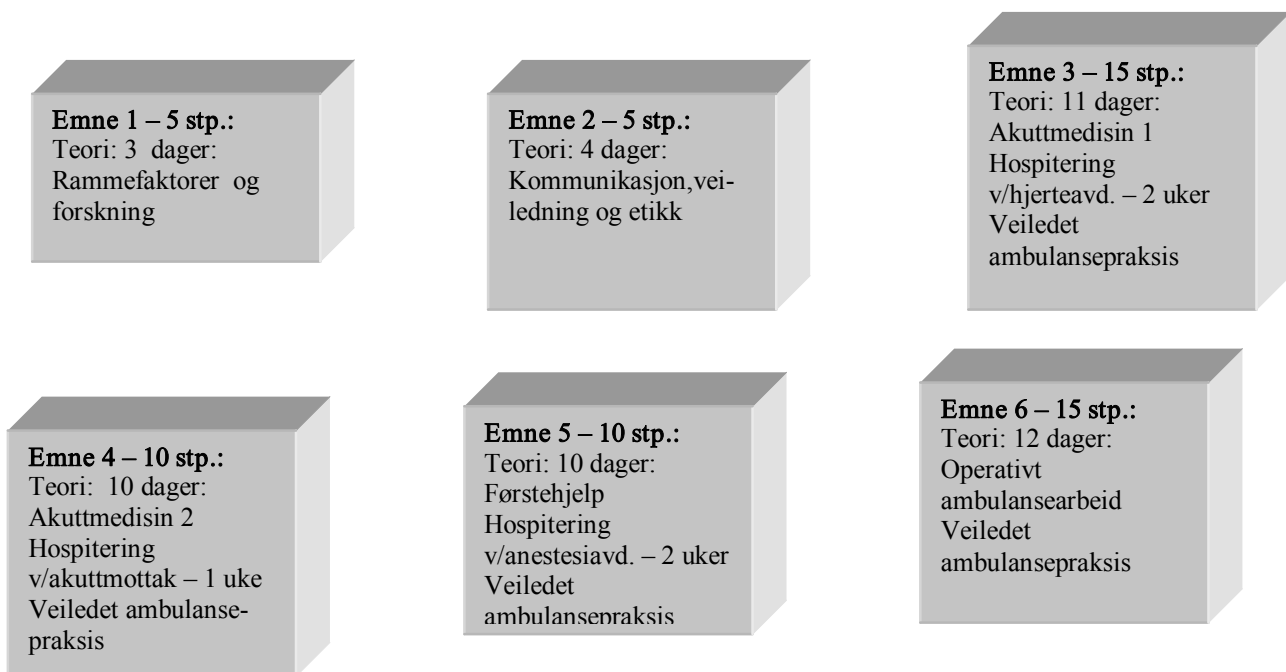 Emne 1 – 5 stp.:
Teori: 3 dager:
Rammefaktorer og
forskning
Emne 2 – 5 stp.:
Teori: 4 dager:
Kommunikasjon,vei-
ledning og etikk
Emne 3 – 15 stp.:
Teori: 11 dager:
Akuttmedisin 1
Hospitering
v/hjerteavd. – 2 uker
Veiledet
ambulansepraksis
Emne 4 – 10 stp.:
Teori: 10 dager:
Akuttmedisin 2
Hospitering
v/akuttmottak – 1 uke
Veiledet ambulanse-
praksis
Emne 5 – 10 stp.:
Teori: 10 dager:
Førstehjelp
Hospitering
v/anestesiavd. – 2 uker
Veiledet
ambulansepraksis
Emne 6 – 15 stp.:
Teori: 12 dager:
Operativt
ambulansearbeid
Veiledet
ambulansepraksis